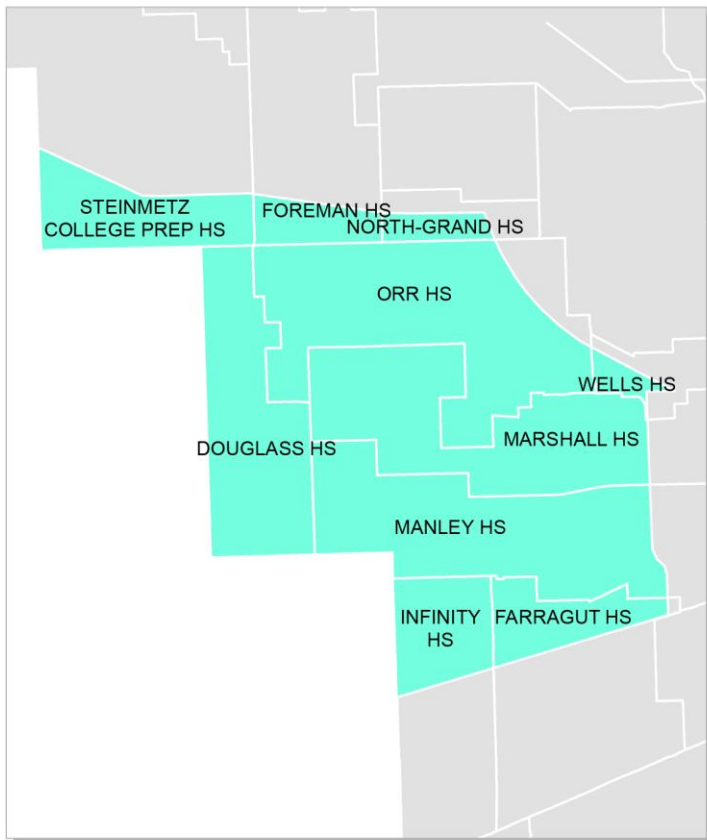 STEINMETZ
COLLEGE PREP HS
FOREMAN HS
NORTH-GRAND HS
ORR HS
WELLS HS
MARSHALL HS
DOUGLASS HS
MANLEY HS
INFINITY
HS
FARRAGUT HS